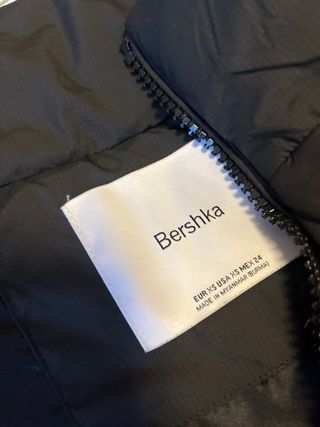 Bershka
EUR XS USA XS MEX 24
MADE IN MYANMAR (BURMA)